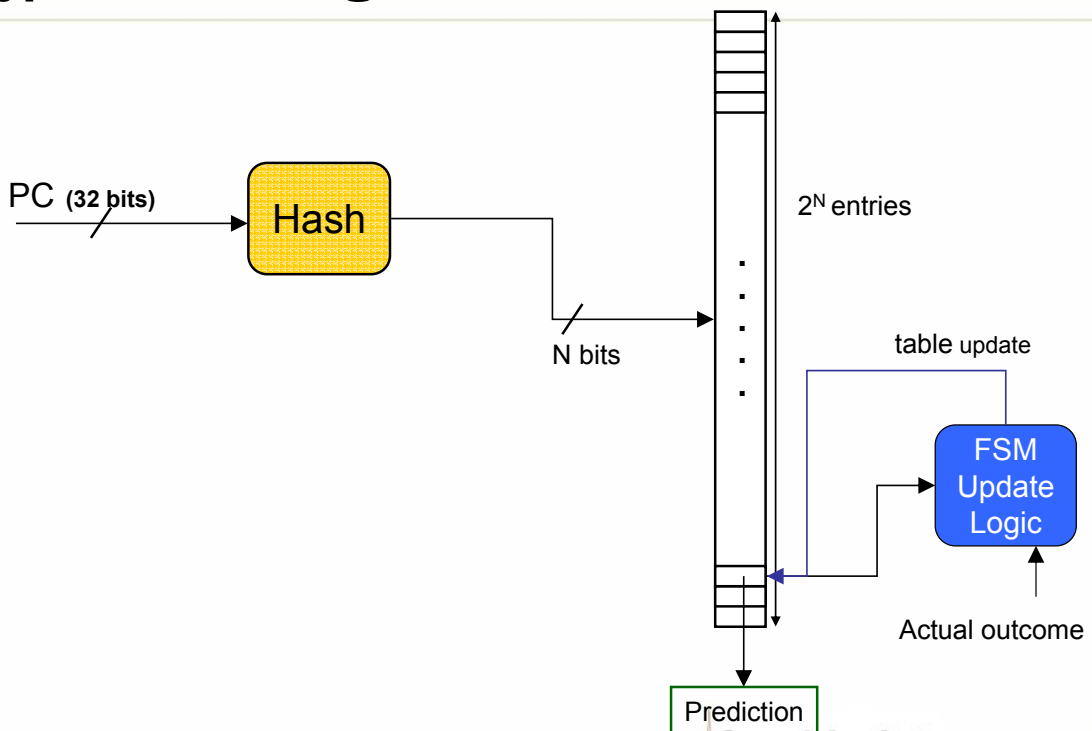 PC (32 bits)
Hash
2^N entries
N bits
table update
FSM
Update
Logic
Actual outcome
Prediction